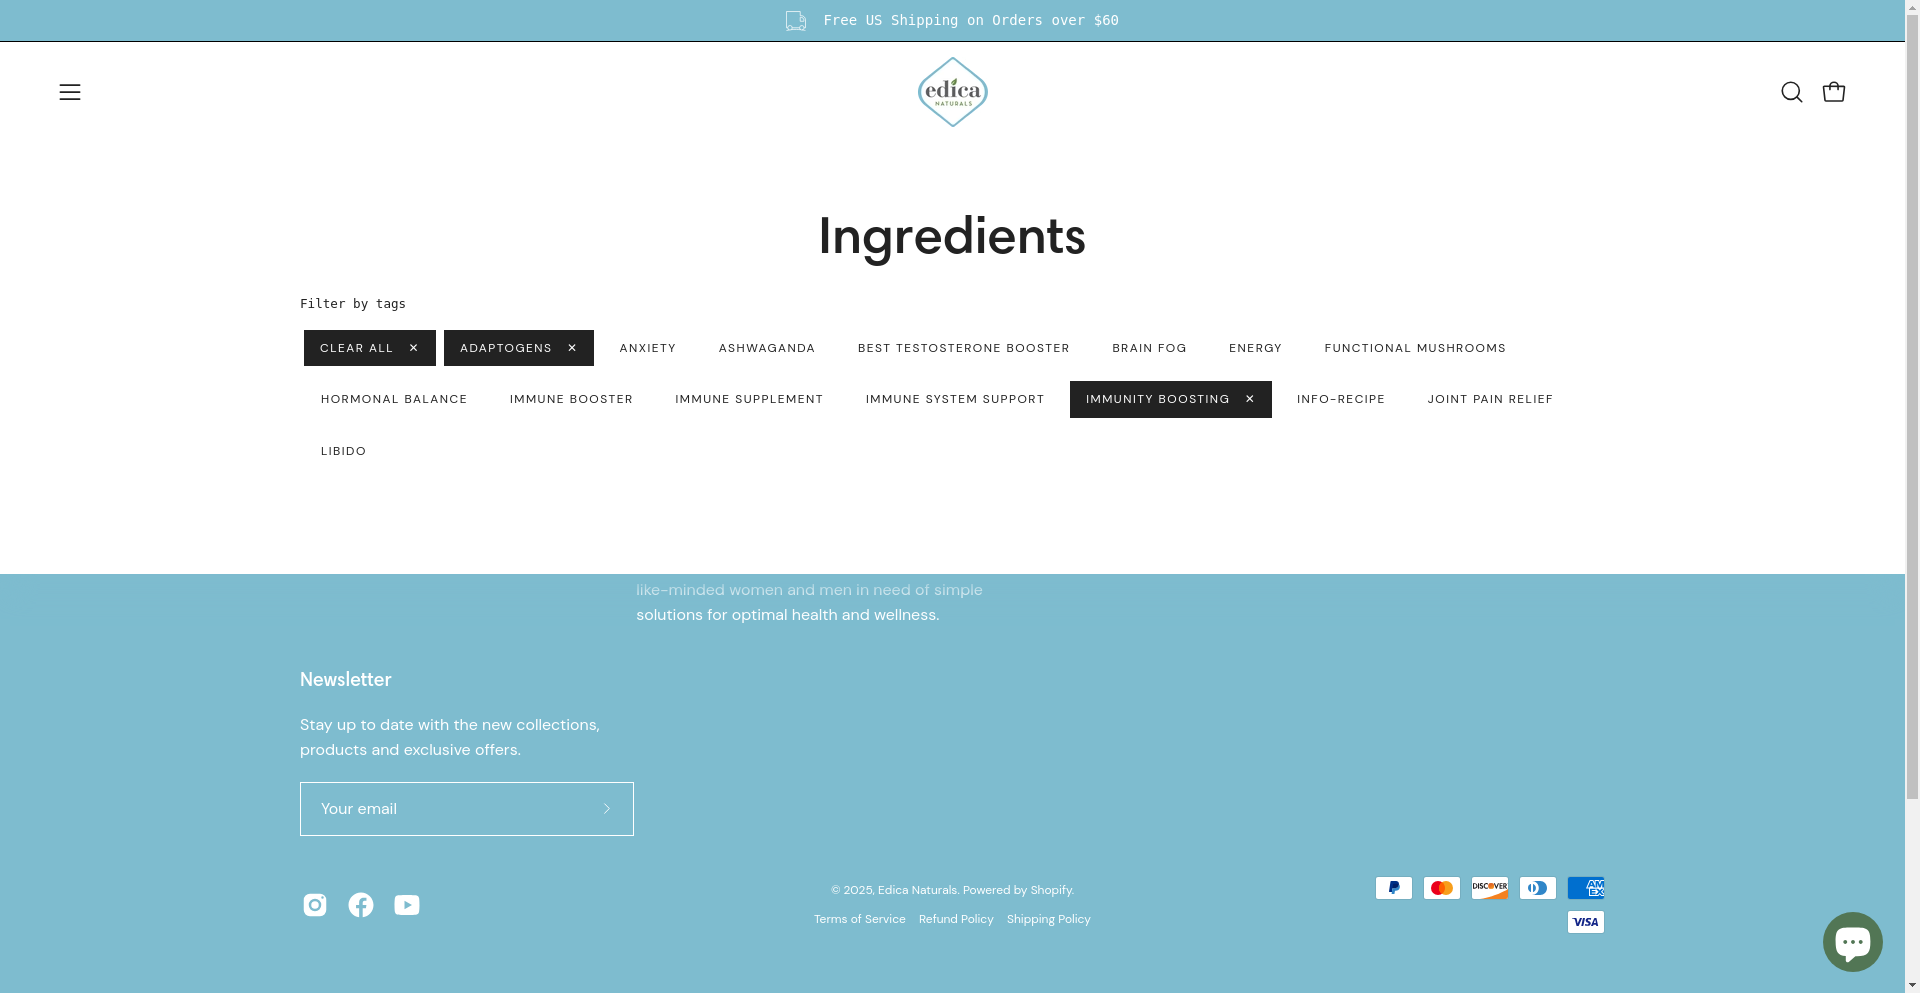 Free US Shipping on Orders over $60
edica
NATURALS
Ingredients
Filter by tags
CLEAR ALL ✕ ADAPTOGENS ✕ ANXIETY ASHWAGANDA BEST TESTOSTERONE BOOSTER BRAIN FOG ENERGY FUNCTIONAL MUSHROOMS
HORMONAL BALANCE IMMUNE BOOSTER IMMUNE SUPPLEMENT IMMUNE SYSTEM SUPPORT IMMUNITY BOOSTING ✕ INFO-RECIPE JOINT PAIN RELIEF
LIBIDO
like-minded women and men in need of simple
solutions for optimal health and wellness.
Newsletter
Stay up to date with the new collections,
products and exclusive offers.
Your email
© 2025, Edica Naturals. Powered by Shopify.
Terms of Service Refund Policy Shipping Policy
DISCOVER
AM EX
VISA